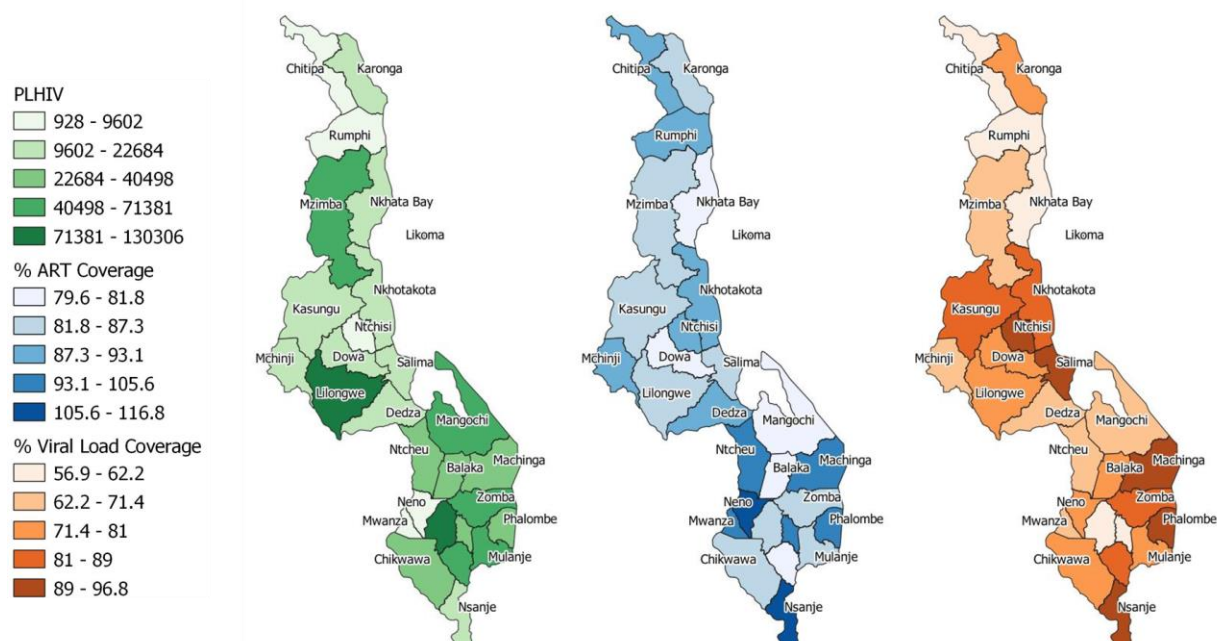 PLHIV
928 - 9602
9602 - 22684
22684 - 40498
40498 - 71381
71381 - 130306
% ART Coverage
79.6 - 81.8
81.8 - 87.3
87.3 - 93.1
93.1 - 105.6
105.6 - 116.8
% Viral Load Coverage
56.9 - 62.2
62.2 - 71.4
71.4 - 81
81 - 89
89 - 96.8
Chitipa
Karonga
Rumphi
Mzimba
Nkhata Bay
Likoma
Nkhotakota
Kasungu
Ntchisi
Mchinji
Dowa
Salima
Lilongwe
Dedza
Mangochi
Ntcheu
Balaka
Machinga
Neno
Zomba
Mwanza
Phalombe
Chikwawa
Mulanje
Nsanje
Chitipa
Karonga
Rumphi
Mzimba
Nkhata Bay
Likoma
Nkhotakota
Kasungu
Ntchisi
Mchinji
Dowa
Salima
Lilongwe
Dedza
Mangochi
Ntcheu
Balaka
Machinga
Neno
Zomba
Mwanza
Phalombe
Chikwawa
Mulanje
Nsanje
Chitipa
Karonga
Rumphi
Mzimba
Nkhata Bay
Likoma
Nkhotakota
Kasungu
Ntchisi
Mchinji
Dowa
Salima
Lilongwe
Dedza
Mangochi
Ntcheu
Balaka
Machinga
Neno
Zomba
Mwanza
Phalombe
Chikwawa
Mulanje
Nsanje